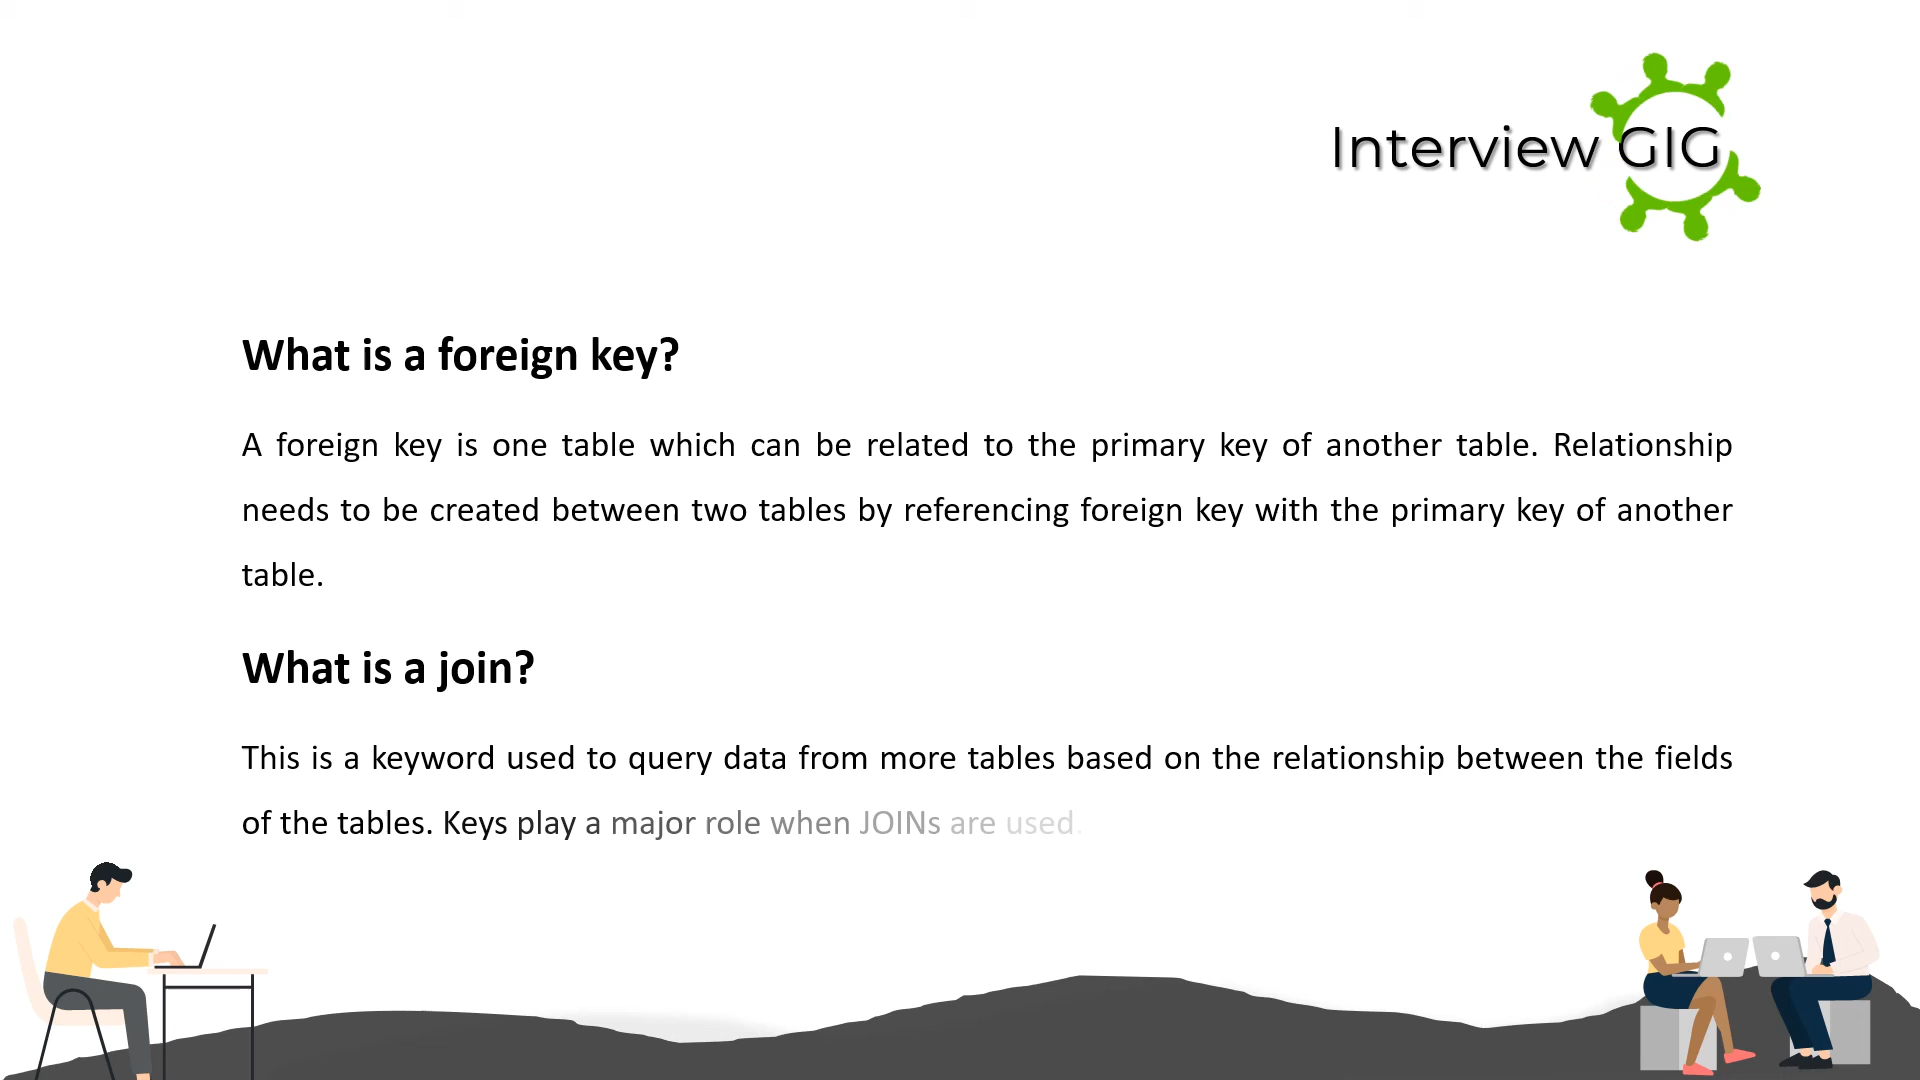 Interview GIG
What is a foreign key?
A foreign key is one table which can be related to the primary key of another table. Relationship
needs to be created between two tables by referencing foreign key with the primary key of another
table.
What is a join?
This is a keyword used to query data from more tables based on the relationship between the fields
of the tables. Keys play a major role when JOINs are used.